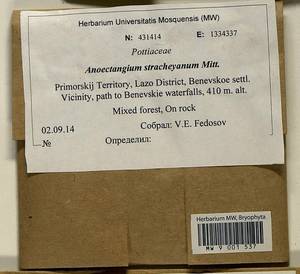 Herbarium Universitatis Mosquensis (MW)
N: 431414 E: 1334337
Pottiaceae
Anoectangium stracheyanum Mitt.
Primorskij Territory, Lazo District, Benevskoe settl.
Vicinity, path to Benevskie waterfalls, 410 m. alt.
Mixed forest, On rock
02.09.14 Собрал: V.E. Fedosov
№ Определил:
Herbarium MW, Bryophyta
MW 9 001 537